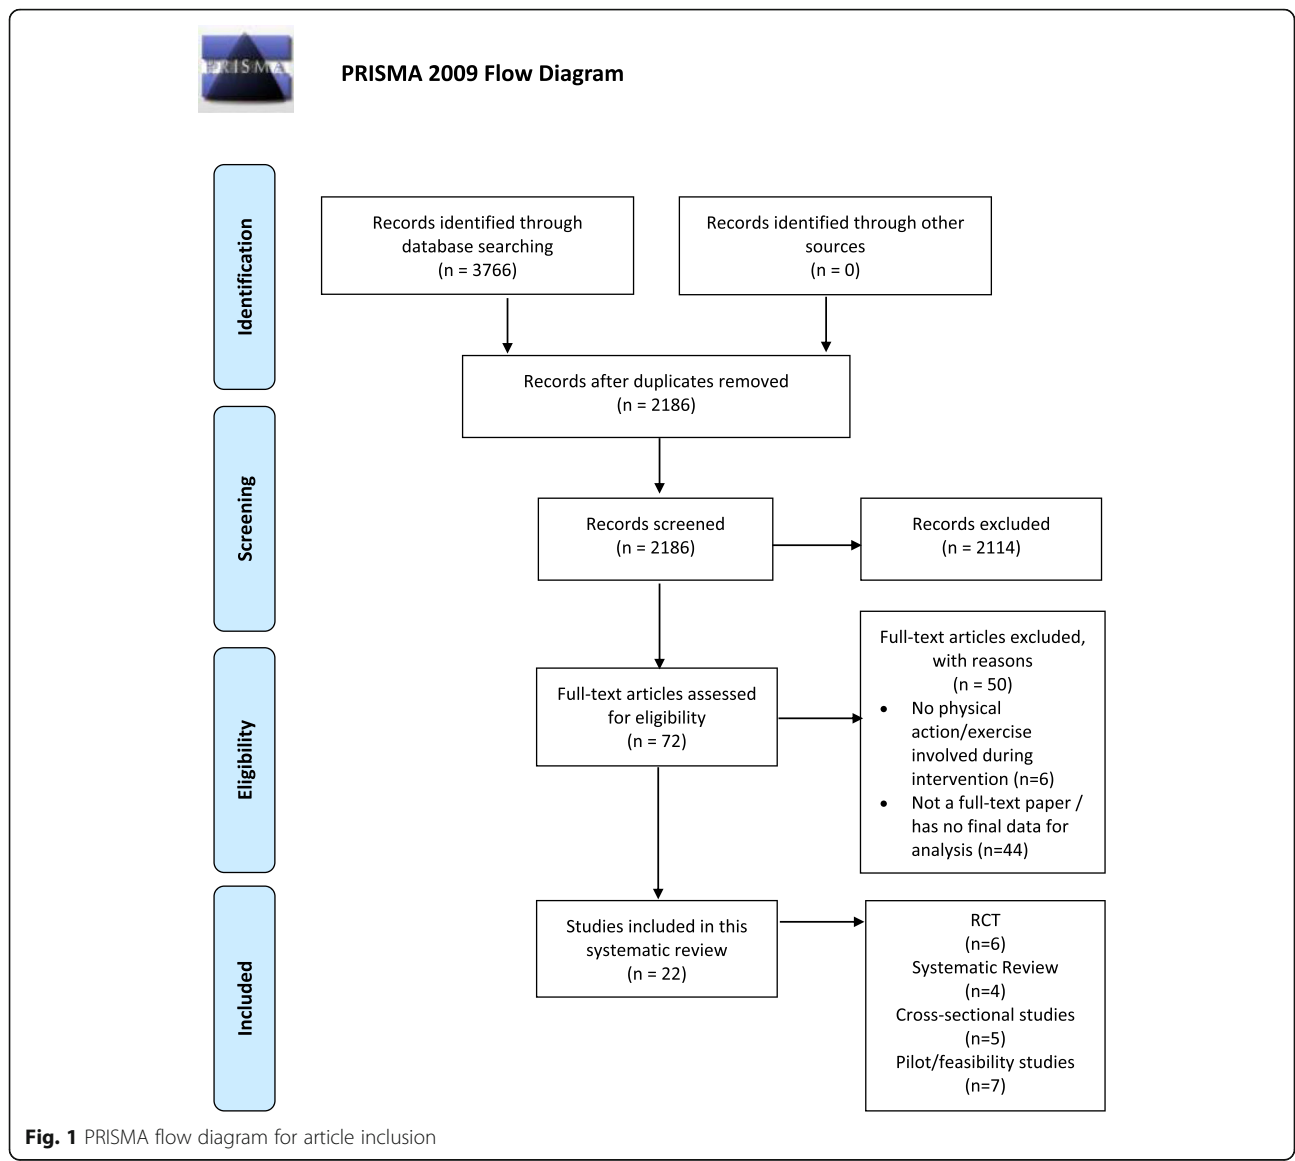 PRISMA
PRISMA 2009 Flow Diagram
Identification
Records identified through
database searching
(n = 3766)
Records identified through other
sources
(n = 0)
Records after duplicates removed
(n = 2186)
Screening
Records screened
(n = 2186)
Records excluded
(n = 2114)
Eligibility
Full-text articles assessed
for eligibility
(n = 72)
Full-text articles excluded,
with reasons
(n = 50)
• No physical
action/exercise
involved during
intervention (n=6)
• Not a full-text paper /
has no final data for
analysis (n=44)
Included
Studies included in this
systematic review
(n = 22)
RCT
(n=6)
Systematic Review
(n=4)
Cross-sectional studies
(n=5)
Pilot/feasibility studies
(n=7)
Fig. 1 PRISMA flow diagram for article inclusion